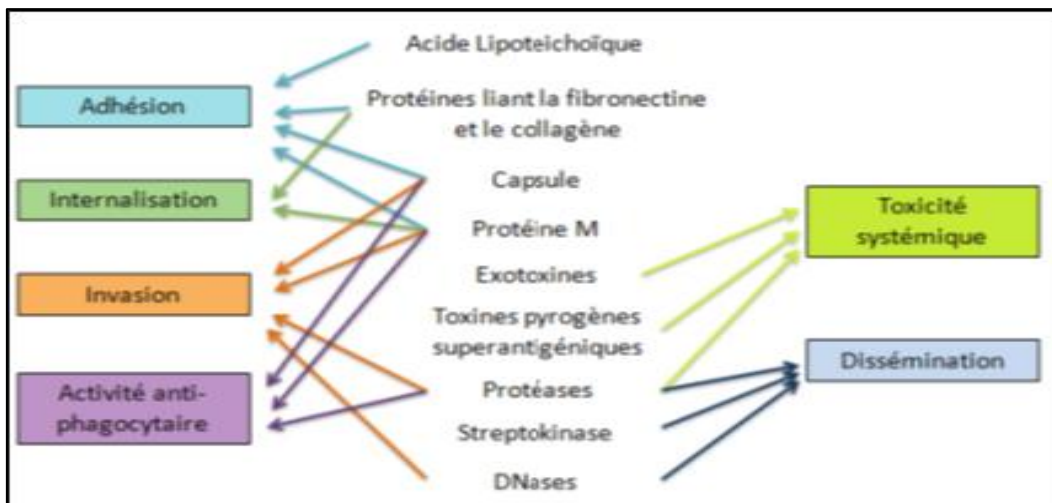 Acide Lipoteichoïque
Adhésion
Protéines liant la fibronectine
et le collagène
Internalisation
Capsule
Protéine M
Toxicité
systémique
Exotoxines
Invasion
Toxines pyrogènes
superantigéniques
Dissémination
Activité anti-
phagocytaire
Protéases
Streptokinase
DNases